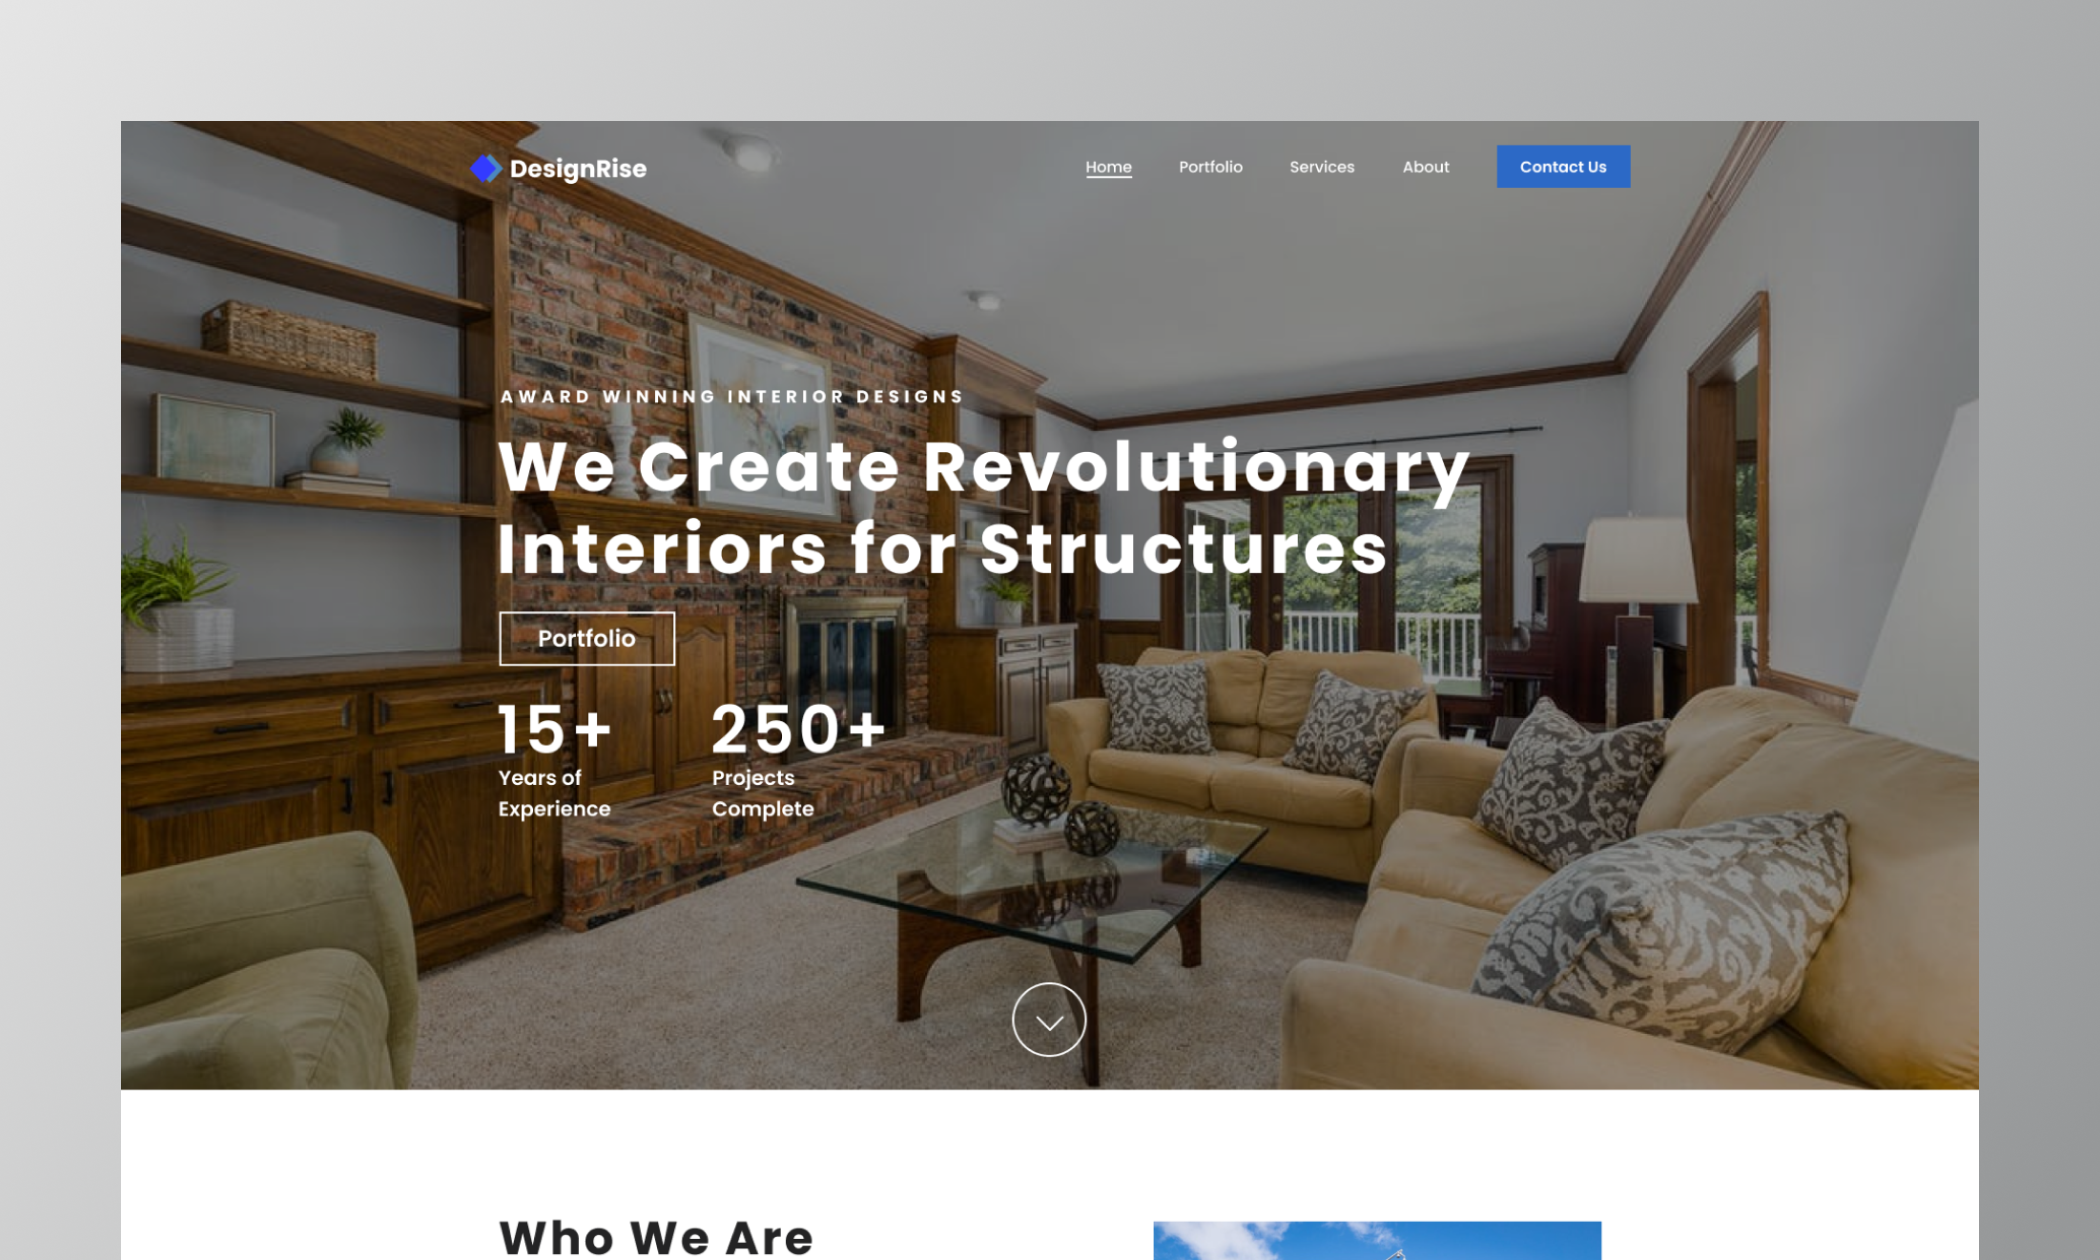 DesignRise
Home
Portfolio
Services
About
Contact Us
AWARD WINNING INTERIOR DESIGNS
We Create Revolutionary
Interiors for Structures
Portfolio
15+
Years of
Experience
250+
Projects
Complete
Who We Are